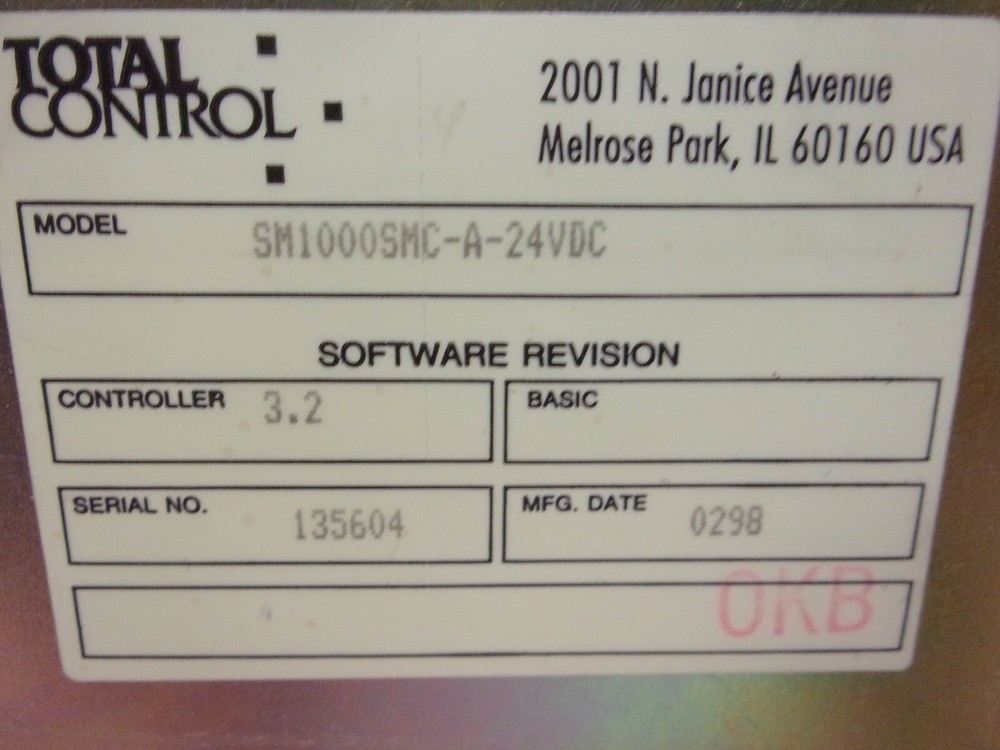 TOTAL
CONTROL
2001 N. Janice Avenue
Melrose Park, IL 60160 USA
MODEL SM1000SMC-A-24VDC
SOFTWARE REVISION
CONTROLLER 3.2
BASIC
SERIAL NO. 135604
MFG. DATE 0298
OKB